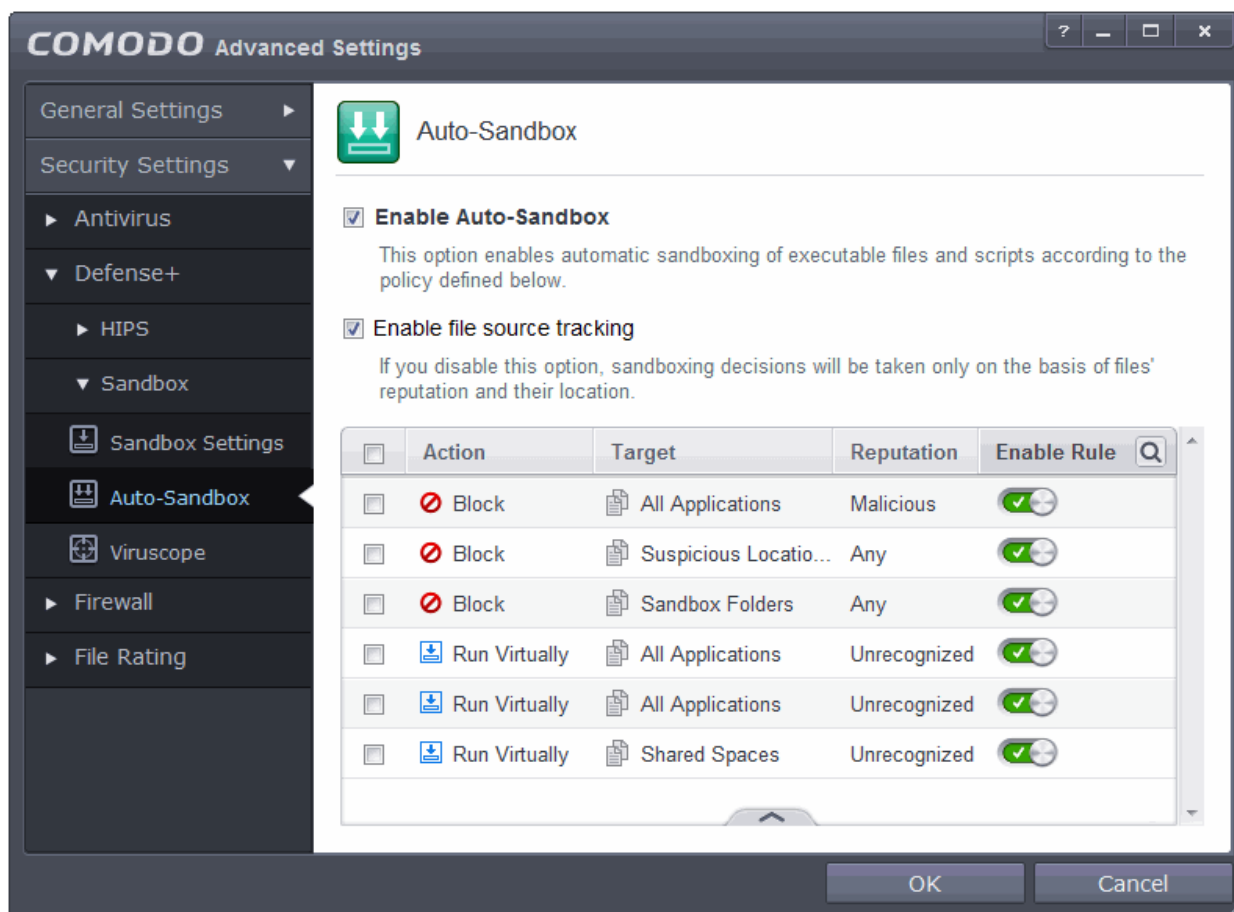 COMODO Advanced Settings
?
General Settings
Security Settings
Antivirus
Defense+
HIPS
Sandbox
Sandbox Settings
Auto-Sandbox
Viruscope
Firewall
File Rating
Auto-Sandbox
Enable Auto-Sandbox
This option enables automatic sandboxing of executable files and scripts according to the
policy defined below.
Enable file source tracking
If you disable this option, sandboxing decisions will be taken only on the basis of files'
reputation and their location.
Action Target Reputation Enable Rule
Block All Applications Malicious
Block Suspicious Locatio... Any
Block Sandbox Folders Any
Run Virtually All Applications Unrecognized
Run Virtually All Applications Unrecognized
Run Virtually Shared Spaces Unrecognized
OK Cancel